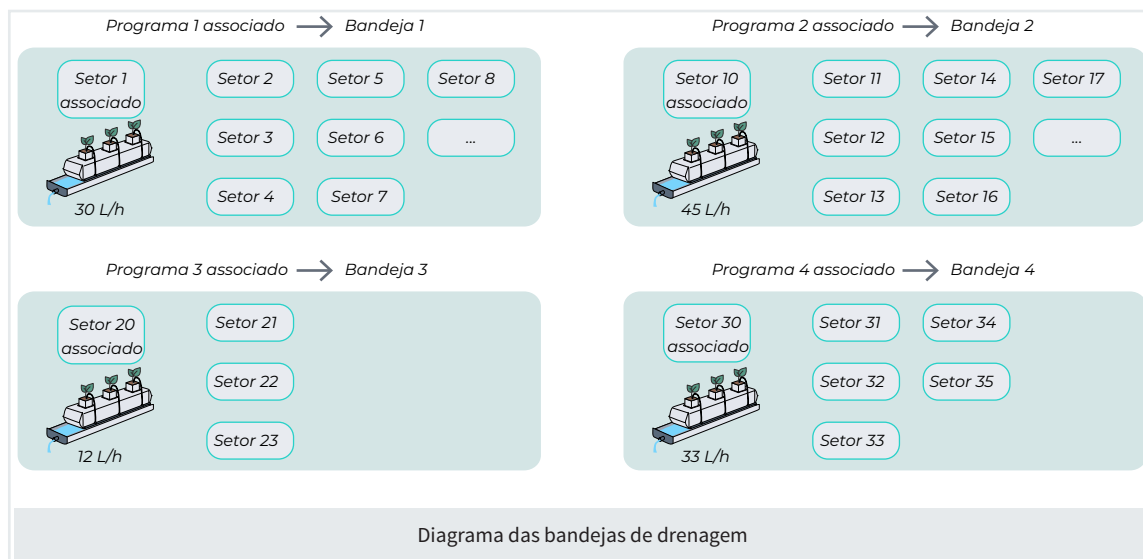 Programa 1 associado → Bandeja 1
Setor 1
associado
Setor 2
Setor 5
Setor 8
Setor 3
Setor 6
...
Setor 4
Setor 7
30 L/h
Programa 2 associado → Bandeja 2
Setor 10
associado
Setor 11
Setor 14
Setor 17
Setor 12
Setor 15
...
Setor 13
Setor 16
45 L/h
Programa 3 associado → Bandeja 3
Setor 20
associado
Setor 21
Setor 22
Setor 23
12 L/h
Programa 4 associado → Bandeja 4
Setor 30
associado
Setor 31
Setor 34
Setor 32
Setor 35
Setor 33
33 L/h
Diagrama das bandejas de drenagem